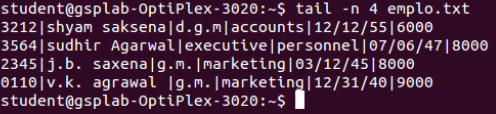 student@gsplab-OptiPlex-3020:~$ tail -n 4 emplo.txt
3212|shyam saksena|d.g.m|accounts|12/12/55|6000
3564|sudhir Agarwal|executive|personnel|07/06/47|8000
2345|j.b. saxena|g.m.|marketing|03/12/45|8000
0110|v.k. agrawal |g.m.|marketing|12/31/40|9000
student@gsplab-OptiPlex-3020:~$